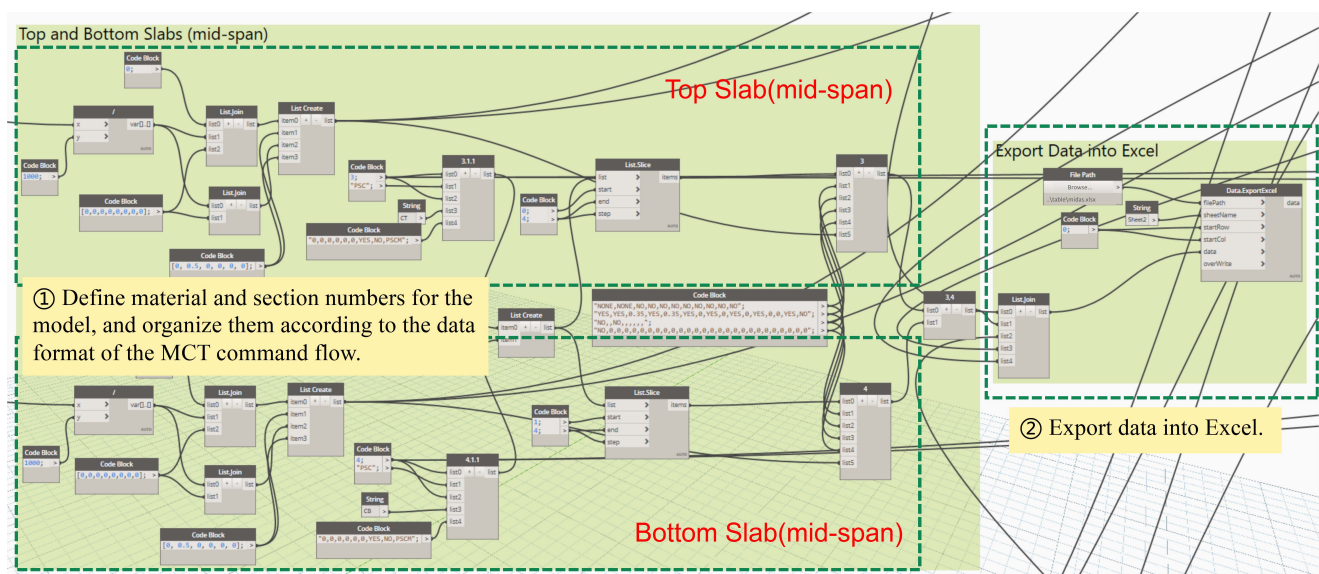 Top and Bottom Slabs (mid-span)
Top Slab(mid-span)
Code Block
0; >
/
x > var[]..[]
y >
AUTO
Code Block
1000; >
Code Block
[0,0,0,0,0,0,0,0]; >
List.Join
list0 + - list
list1
list2
List.Join
list0 + - list
list1
List Create
item0 + - list
item1
item2
item3
Code Block
[0, 0.5, 0, 0, 0, 0]; >
Code Block
3; >
"PSC"; >
String
CT >
Code Block
"0,0,0,0,0,0,YES,NO,PSCM"; >
3.1.1
list0 + - list
list1
list2
list3
list4
Code Block
0; >
4; >
List.Slice
list > items
start >
end >
step >
AUTO
3
list0 + - list
list1
list2
list3
list4
list5
① Define material and section numbers for the
model, and organize them according to the data
format of the MCT command flow.
List Create
item0 + - list
Code Block
"NONE,NONE,NO,NO,NO,NO,NO,NO,NO,NO,NO"; >
"YES,YES,0.35,YES,0.35,YES,0,YES,0,YES,0,YES,0,0,YES,NO"; >
"NO,,NO,,,,,,"; >
3,4
list0 + - list
list1
Export Data into Excel
File Path
Browse... >
..\table\midas.xlsx
String
Sheet2 >
Code Block
0; >
Data.ExportExcel
filePath > data
sheetName >
startRow >
startCol >
data >
overWrite >
AUTO
List.Join
list0 + - list
list1
list2
list3
list4
② Export data into Excel.
/
x > var[]..[]
y >
AUTO
Code Block
1000; >
Code Block
[0,0,0,0,0,0,0,0]; >
List.Join
list0 + - list
list1
list2
List.Join
list0 + - list
list1
List Create
item0 + - list
item1
item2
item3
Code Block
[0, 0.5, 0, 0, 0, 0]; >
Code Block
4; >
"PSC"; >
String
CB >
Code Block
"0,0,0,0,0,0,YES,NO,PSCM"; >
4.1.1
list0 + - list
list1
list2
list3
list4
Code Block
1; >
4; >
List.Slice
list > items
start >
end >
step >
AUTO
4
list0 + - list
list1
list2
list3
list4
list5
Bottom Slab(mid-span)